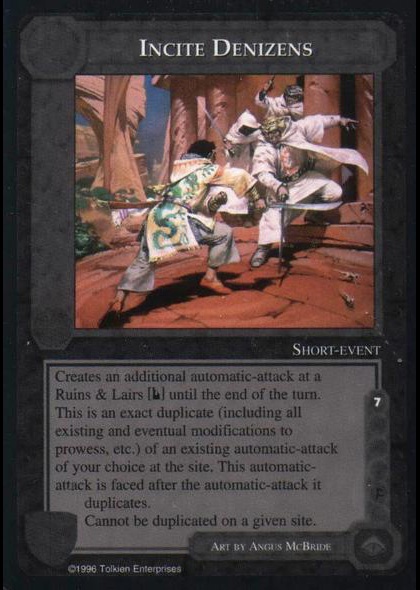 INCITE DENIZENS
SHORT-EVENT
Creates an additional automatic-attack at a
Ruins & Lairs [] until the end of the turn.
This is an exact duplicate (including all
existing and eventual modifications to
prowess, etc.) of an existing automatic-attack
of your choice at the site. This automatic-
attack is faced after the automatic-attack it
duplicates.
Cannot be duplicated on a given site.
7
ART BY ANGUS MCBRIDE
©1996 Tolkien Enterprises